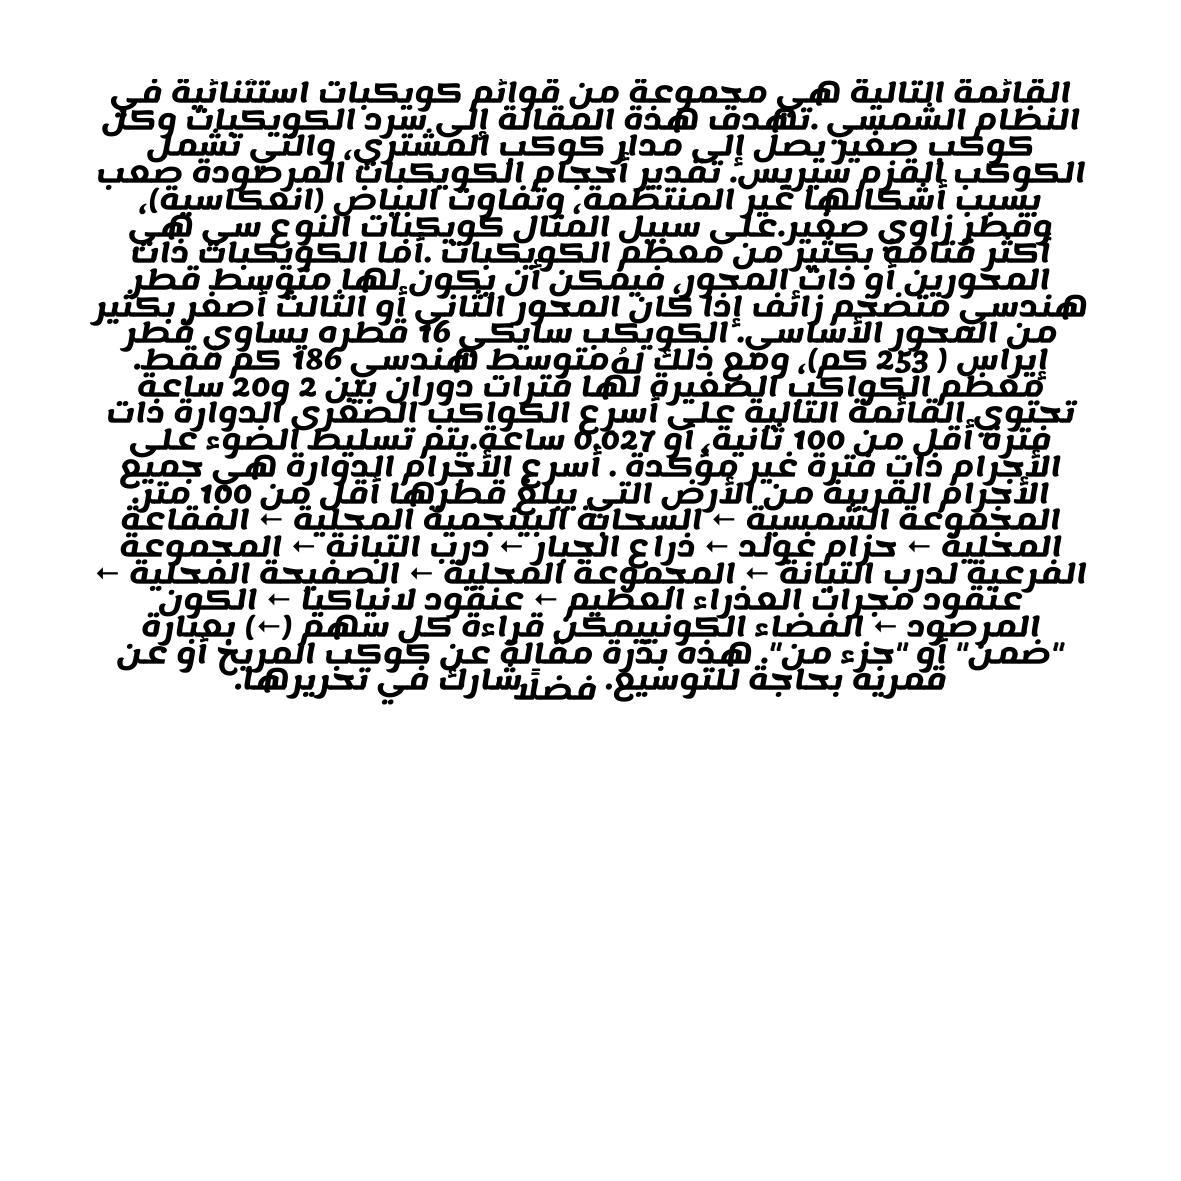 القائمة التالية هي مجموعة من قوائم كويكبات استثنائية في
النظام الشمسي .تهدف هذة المقالة إلى سرد الكويكبات وكل
كوكب صغير يصل إلى مدار كوكب المشتري، والتي تشمل
الكوكب القزم سيريس. تقدير أحجام الكويكبات المرصودة صعب
بسبب أشكالها غير المنتظمة، وتفاوت البياض (انعكاسية)،
وقطر زاوي صغير.على سبيل المثال كويكبات النوع سي هي
أكثر قتامة بكثير من معظم الكويكبات .أما الكويكبات ذات
المحورين أو ذات المحور، فيمكن أن يكون لها متوسط قطر
هندسي متضخم زائف إذا كان المحور الثاني أو الثالث أصغر بكثير
من المحور الأساسي. الكويكب سايكي 16 قطره يساوي قطر
إيراس ( 253 كم)، ومع ذلك له متوسط هندسي 186 كم فقط.
معظم الكواكب الصغيرة لها فترات دوران بين 2 و20 ساعة
تحتوي القائمة التالية على أسرع الكواكب الصغرى الدوارة ذات
فترة أقل من 100 ثانية، أو 0.027 ساعة.يتم تسليط الضوء على
الأجرام ذات فترة غير مؤكدة . أسرع الأجرام الدوارة هي جميع
الأجرام القريبة من الأرض التي يبلغ قطرها أقل من 100 متر.
المجموعة الشمسية ← السحابة البينجمية المحلية ← الفقاعة
المحلية ← حزام غولد ← ذراع الجبار ← درب التبانة ← المجموعة
الفرعية لدرب التبانة ← المجموعة المحلية ← الصفيحة المحلية ←
عنقود مجرات العذراء العظيم ← عنقود لانياكيا ← الكون
المرصود ← الفضاء الكونييمكن قراءة كل سهم (←) بعبارة
"ضمن" أو "جزء من". هذه بذرة مقالة عن كوكب المريخ أو عن
قمريه بحاجة للتوسيع. فضلًا شارك في تحريرها.